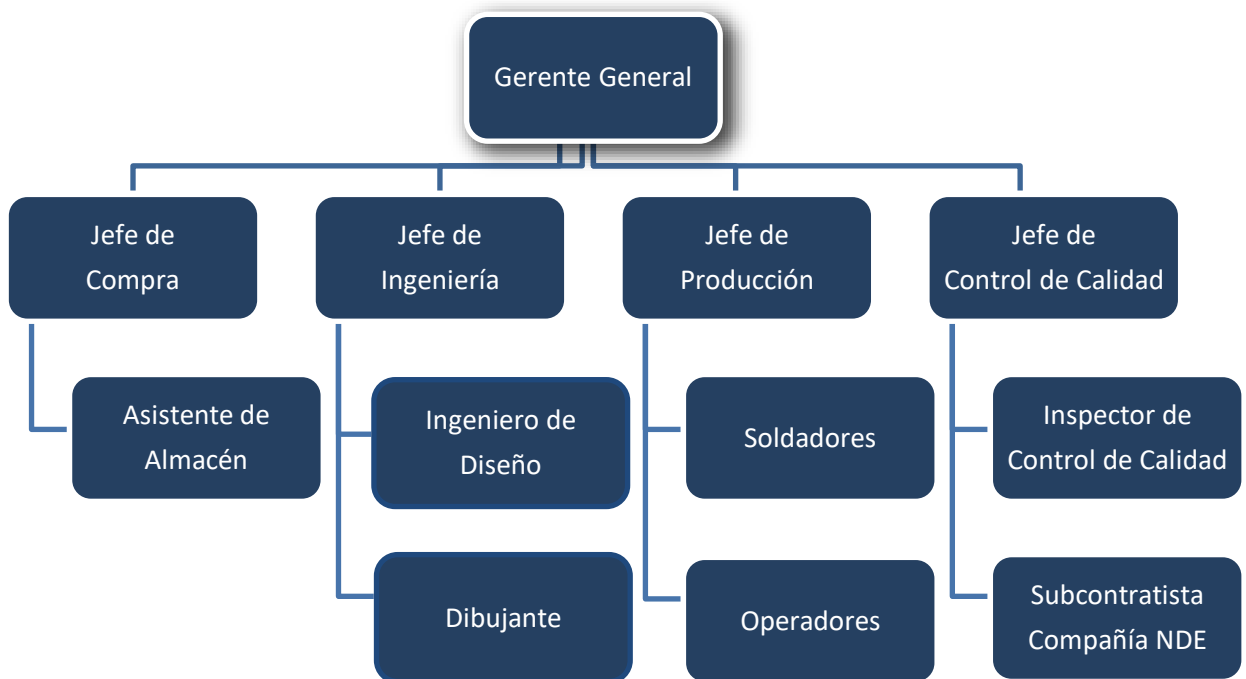 Gerente General
Jefe de
Compra
Jefe de
Ingeniería
Jefe de
Producción
Jefe de
Control de Calidad
Asistente de
Almacén
Ingeniero de
Diseño
Soldadores
Inspector de
Control de Calidad
Dibujante
Operadores
Subcontratista
Compañía NDE